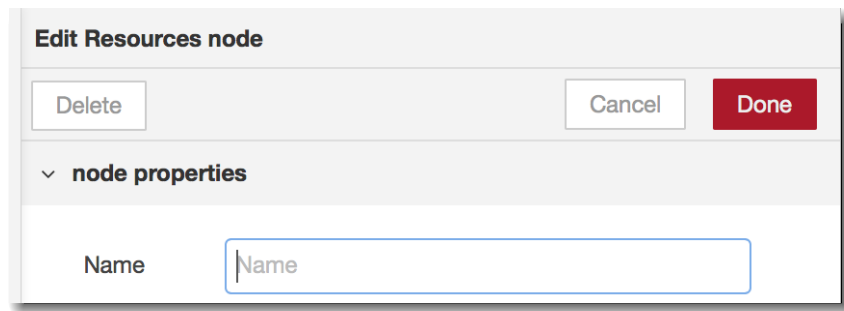 Edit Resources node
Delete Cancel Done
node properties
Name Name